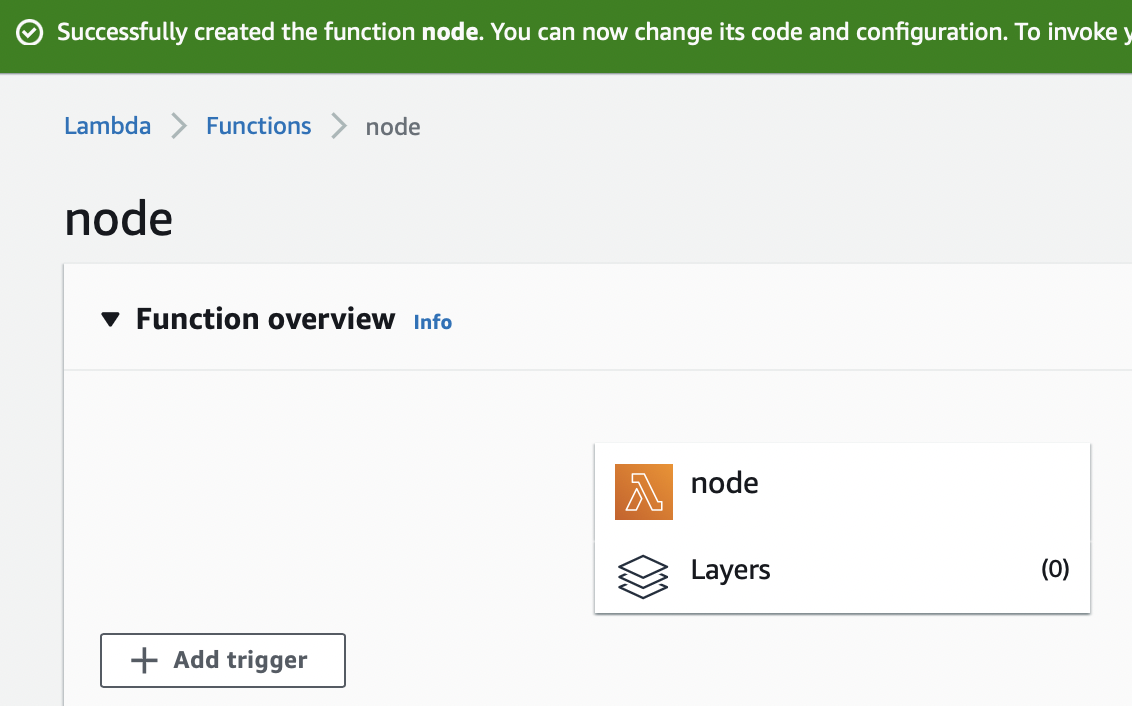 Successfully created the function node. You can now change its code and configuration. To invoke
Lambda > Functions > node
node
Function overview Info
node
Layers (0)
Add trigger